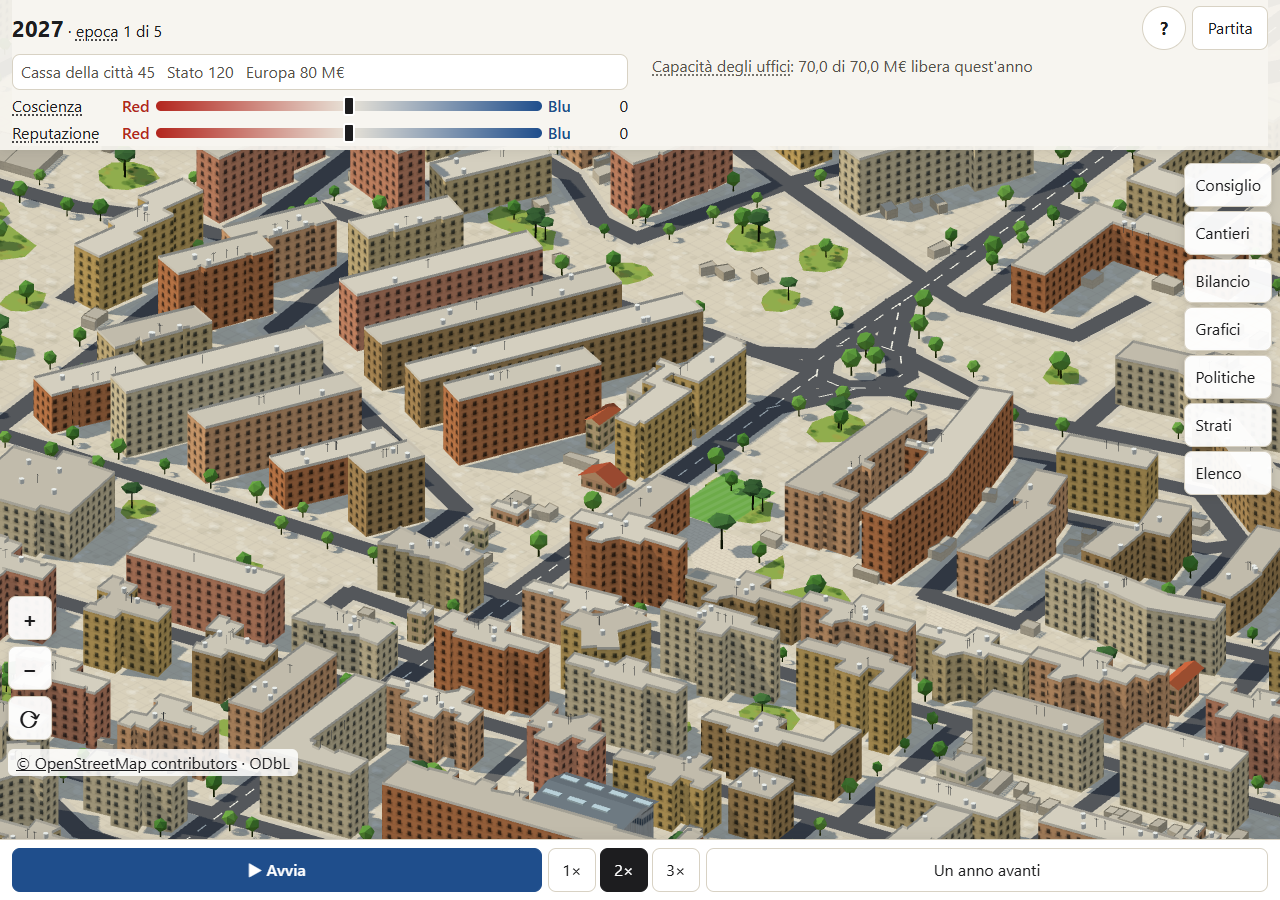 2027 · epoca 1 di 5
?
Partita
Cassa della città 45 Stato 120 Europa 80 M€
Capacità degli uffici: 70,0 di 70,0 M€ libera quest'anno
Coscienza Red Blu 0
Reputazione Red Blu 0
Consiglio
Cantieri
Bilancio
Grafici
Politiche
Strati
Elenco
+
−
⟳
© OpenStreetMap contributors · ODbL
▶ Avvia
1×
2×
3×
Un anno avanti